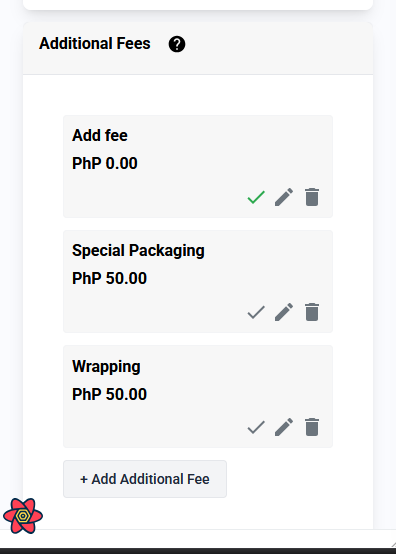 Additional Fees ?
Add fee
PhP 0.00
Special Packaging
PhP 50.00
Wrapping
PhP 50.00
+ Add Additional Fee